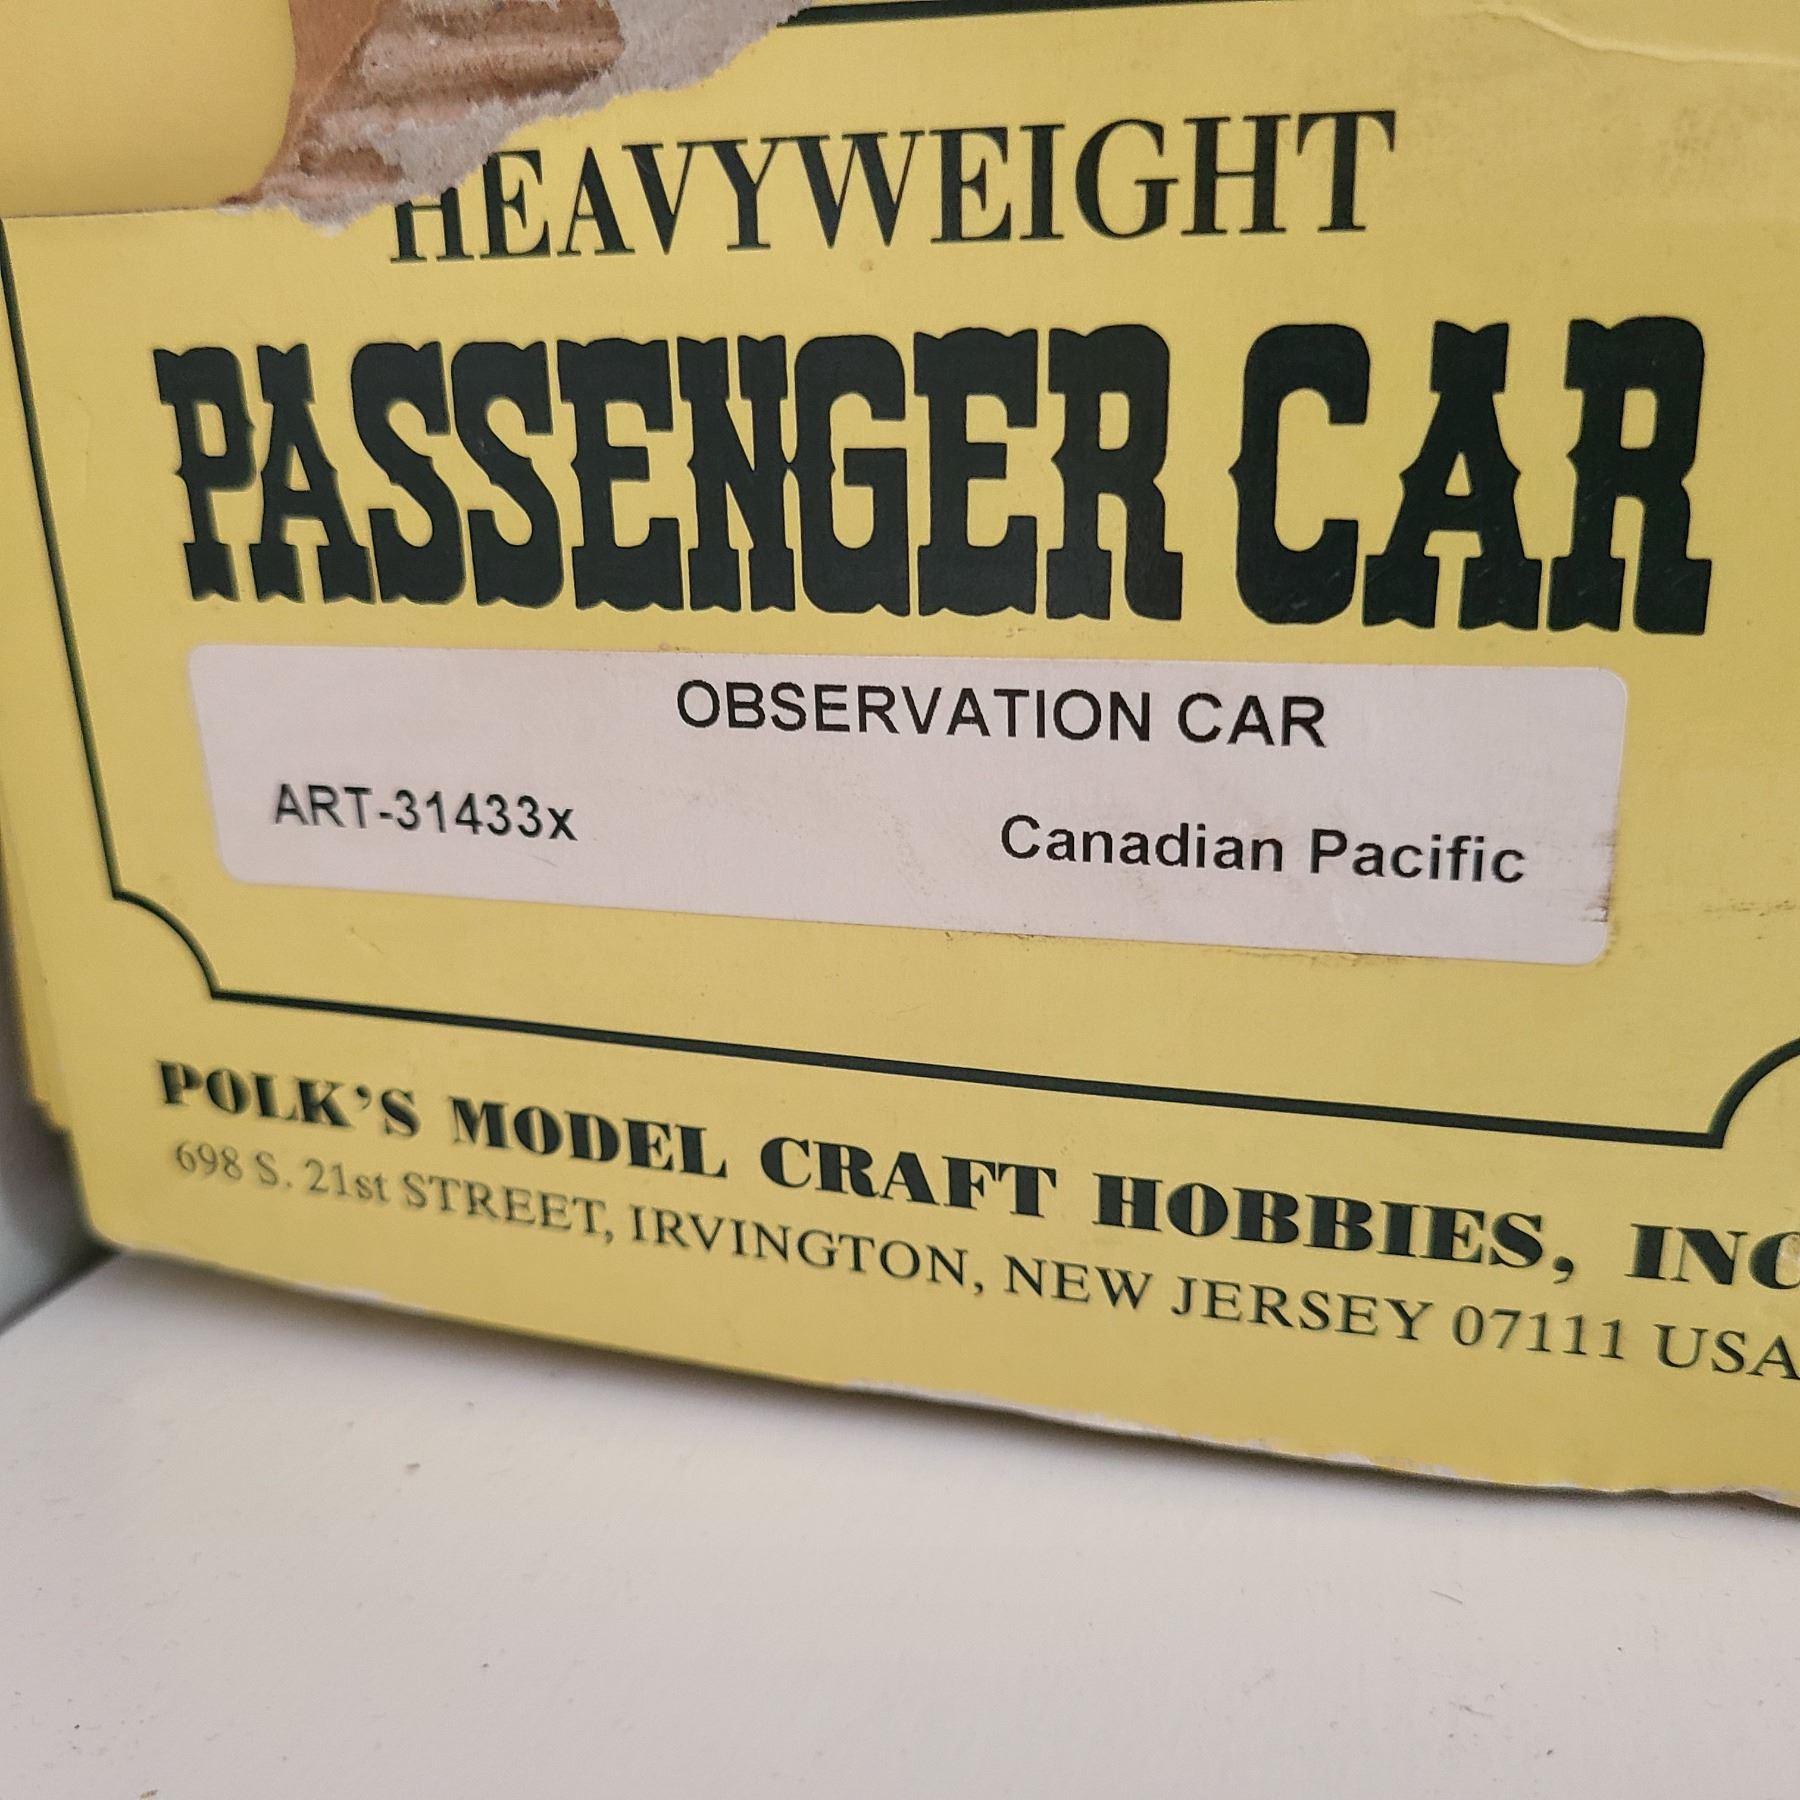 HEAVYWEIGHT
PASSENGER CAR
OBSERVATION CAR
ART-31433x
Canadian Pacific
POLK'S MODEL CRAFT HOBBIES, INC
698 S. 21st STREET, IRVINGTON, NEW JERSEY 07111 USA